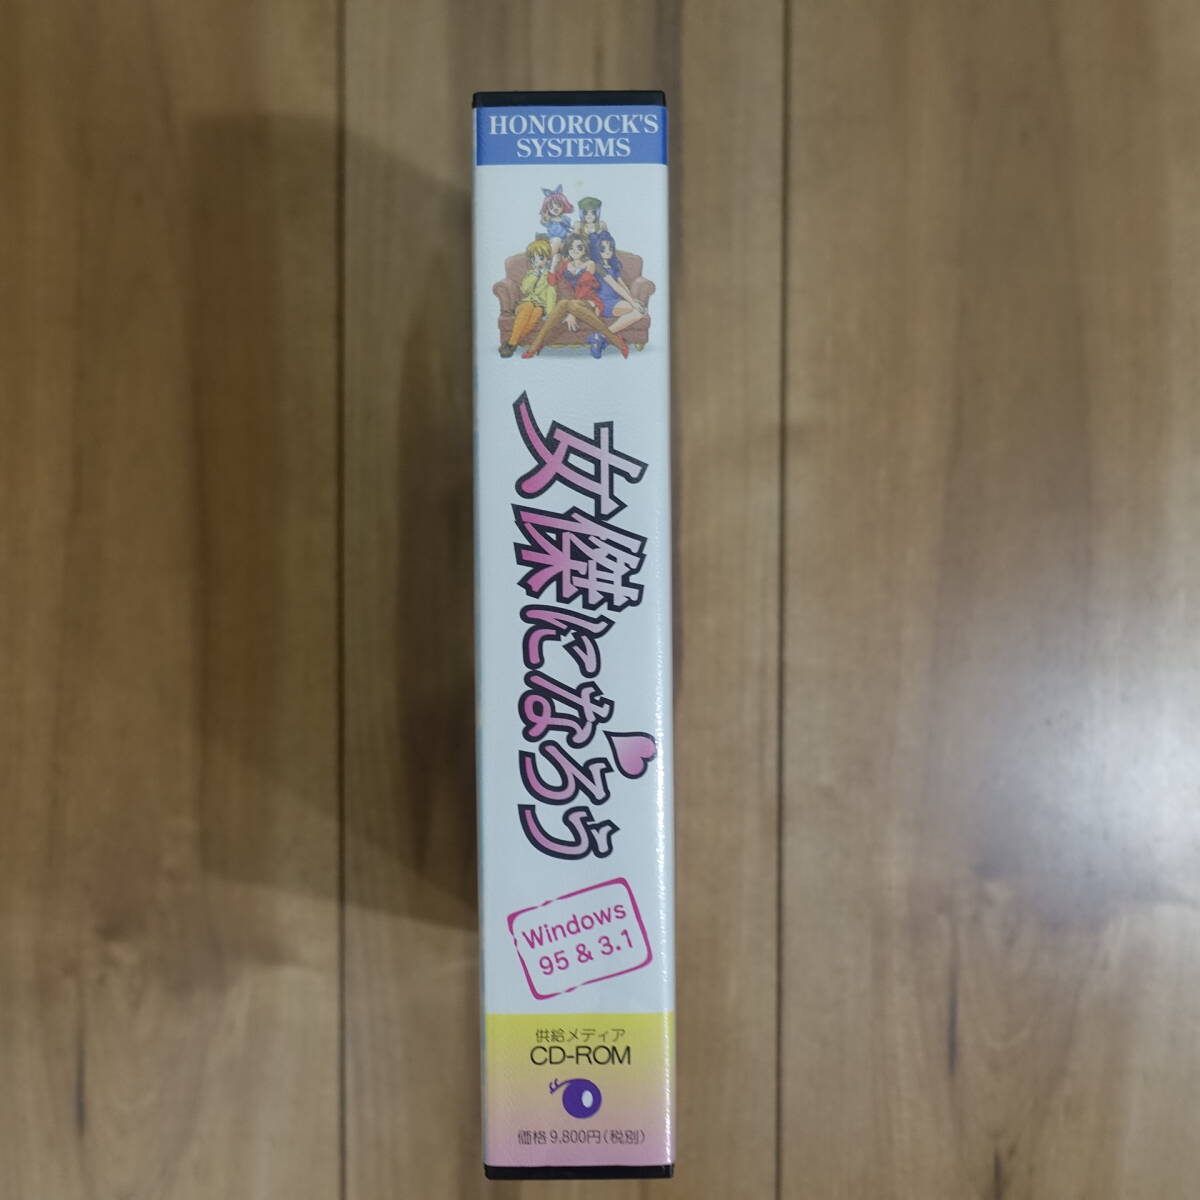 HONOROCK'S
SYSTEMS
女傑になろう
Windows
95 & 3.1
供給メディア
CD-ROM
価格 9,800円(税別)